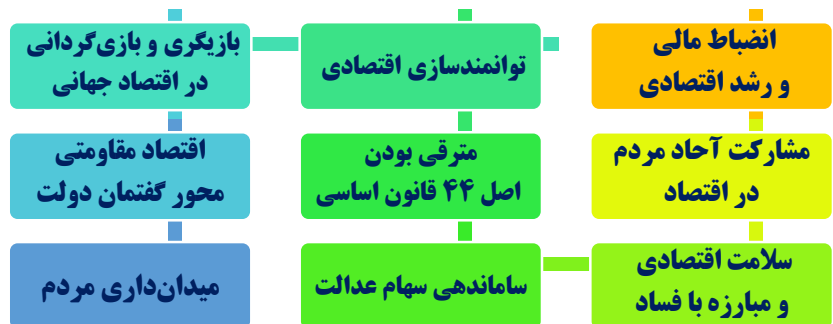 انضباط مالی
و رشد اقتصادی
مشارکت آحاد مردم
در اقتصاد
سلامت اقتصادی
و مبارزه با فساد
ساماندهی سهام عدالت
مترقی بودن
اصل ۴۴ قانون اساسی
توانمندسازی اقتصادی
بازیگری و بازی‌گردانی
در اقتصاد جهانی
اقتصاد مقاومتی
محور گفتمان دولت
میدان‌داری مردم